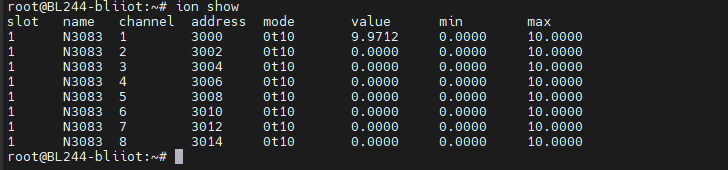 root@BL244-bliiot:~# ion show
slot name channel address mode value min max
1 N3083 1 3000 0t10 9.9712 0.0000 10.0000
1 N3083 2 3002 0t10 0.0000 0.0000 10.0000
1 N3083 3 3004 0t10 0.0000 0.0000 10.0000
1 N3083 4 3006 0t10 0.0000 0.0000 10.0000
1 N3083 5 3008 0t10 0.0000 0.0000 10.0000
1 N3083 6 3010 0t10 0.0000 0.0000 10.0000
1 N3083 7 3012 0t10 0.0000 0.0000 10.0000
1 N3083 8 3014 0t10 0.0000 0.0000 10.0000
root@BL244-bliiot:~#